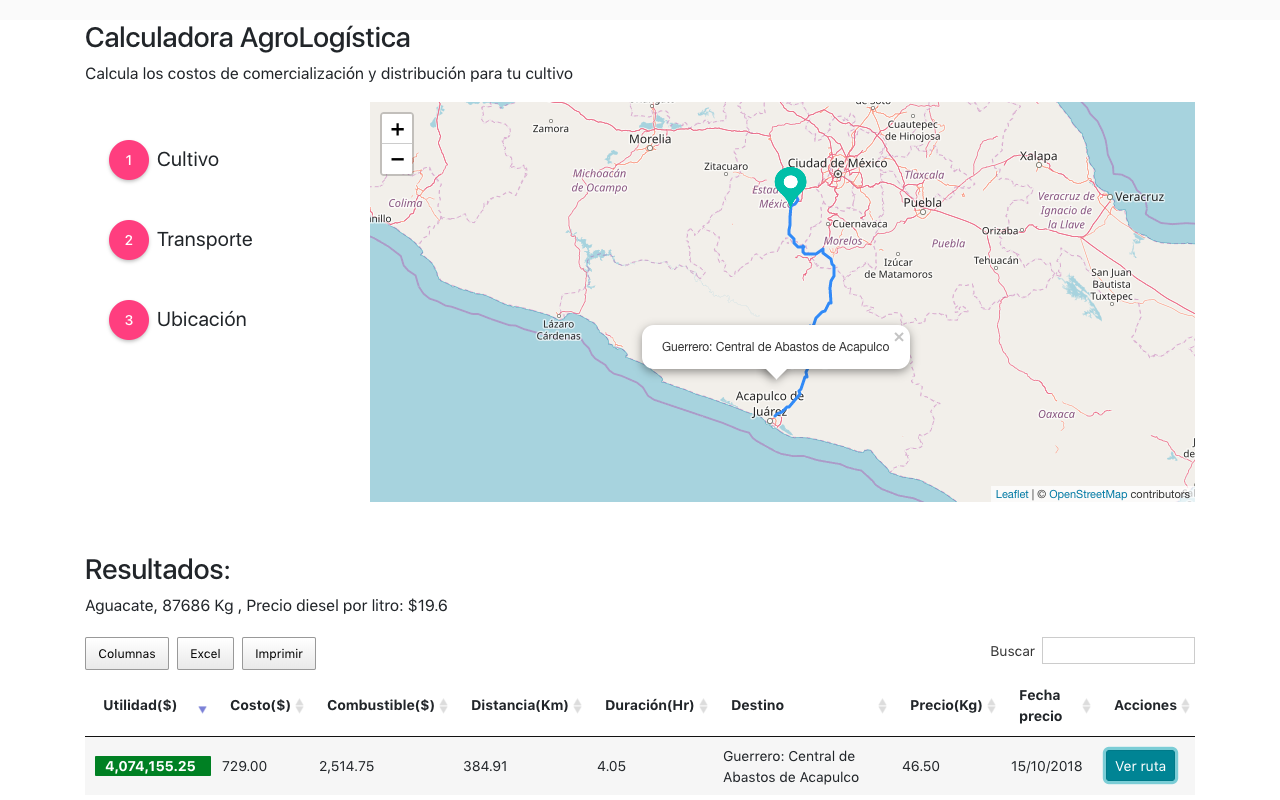 Calculadora AgroLogística
Calcula los costos de comercialización y distribución para tu cultivo
1 Cultivo
2 Transporte
3 Ubicación
+
−
Zamora
Morelia
Zitacuaro
Ciudad de México
Cuautepec
de Hinojosa
Xalapa
Michoacán
de Ocampo
Tlaxcala
Colima
Puebla
Veracruz de
Ignacio de
la Llave
Veracruz
Cuernavaca
Morelos
Puebla
Orizaba
Izúcar
de Matamoros
Tehuacán
San Juan
Bautista
Tuxtepec
Lázaro
Cárdenas
Guerrero: Central de Abastos de Acapulco
×
Acapulco de
Juárez
Oaxaca
Leaflet | © OpenStreetMap contributors
Resultados:
Aguacate, 87686 Kg , Precio diesel por litro: $19.6
Columnas Excel Imprimir Buscar
Utilidad($) Costo($) Combustible($) Distancia(Km) Duración(Hr) Destino Precio(Kg) Fecha precio Acciones
4,074,155.25 729.00 2,514.75 384.91 4.05 Guerrero: Central de Abastos de Acapulco 46.50 15/10/2018 Ver ruta